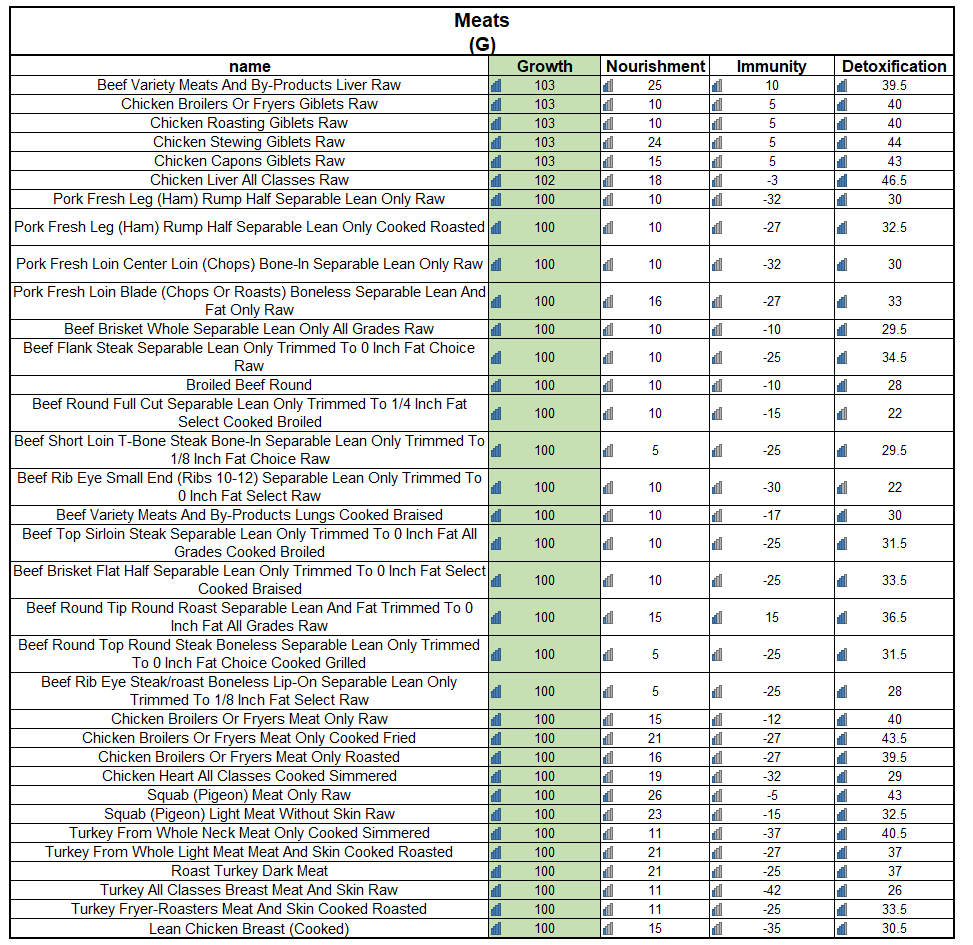 Meats
(G)
name Growth Nourishment Immunity Detoxification
Beef Variety Meats And By-Products Liver Raw 103 25 10 39.5
Chicken Broilers Or Fryers Giblets Raw 103 10 5 40
Chicken Roasting Giblets Raw 103 10 5 40
Chicken Stewing Giblets Raw 103 24 5 44
Chicken Capons Giblets Raw 103 15 5 43
Chicken Liver All Classes Raw 102 18 -3 46.5
Pork Fresh Leg (Ham) Rump Half Separable Lean Only Raw 100 10 -32 30
Pork Fresh Leg (Ham) Rump Half Separable Lean Only Cooked Roasted 100 10 -27 32.5
Pork Fresh Loin Center Loin (Chops) Bone-In Separable Lean Only Raw 100 10 -32 30
Pork Fresh Loin Blade (Chops Or Roasts) Boneless Separable Lean And
Fat Only Raw 100 16 -27 33
Beef Brisket Whole Separable Lean Only All Grades Raw 100 10 -10 29.5
Beef Flank Steak Separable Lean Only Trimmed To 0 Inch Fat Choice
Raw 100 10 -25 34.5
Broiled Beef Round 100 10 -10 28
Beef Round Full Cut Separable Lean Only Trimmed To 1/4 Inch Fat
Select Cooked Broiled 100 10 -15 22
Beef Short Loin T-Bone Steak Bone-In Separable Lean Only Trimmed To
1/8 Inch Fat Choice Raw 100 5 -25 29.5
Beef Rib Eye Small End (Ribs 10-12) Separable Lean Only Trimmed To
0 Inch Fat Select Raw 100 10 -30 22
Beef Variety Meats And By-Products Lungs Cooked Braised 100 10 -17 30
Beef Top Sirloin Steak Separable Lean Only Trimmed To 0 Inch Fat All
Grades Cooked Broiled 100 10 -25 31.5
Beef Brisket Flat Half Separable Lean Only Trimmed To 0 Inch Fat Select
Cooked Braised 100 10 -25 33.5
Beef Round Tip Round Roast Separable Lean And Fat Trimmed To 0
Inch Fat All Grades Raw 100 15 15 36.5
Beef Round Top Round Steak Boneless Separable Lean Only Trimmed
To 0 Inch Fat Choice Cooked Grilled 100 5 -25 31.5
Beef Rib Eye Steak/roast Boneless Lip-On Separable Lean Only
Trimmed To 1/8 Inch Fat Select Raw 100 5 -25 28
Chicken Broilers Or Fryers Meat Only Raw 100 15 -12 40
Chicken Broilers Or Fryers Meat Only Cooked Fried 100 21 -27 43.5
Chicken Broilers Or Fryers Meat Only Roasted 100 16 -27 39.5
Chicken Heart All Classes Cooked Simmered 100 19 -32 29
Squab (Pigeon) Meat Only Raw 100 26 -5 43
Squab (Pigeon) Light Meat Without Skin Raw 100 23 -15 32.5
Turkey From Whole Neck Meat Only Cooked Simmered 100 11 -37 40.5
Turkey From Whole Light Meat Meat And Skin Cooked Roasted 100 21 -27 37
Roast Turkey Dark Meat 100 21 -25 37
Turkey All Classes Breast Meat And Skin Raw 100 11 -42 26
Turkey Fryer-Roasters Meat And Skin Cooked Roasted 100 11 -25 33.5
Lean Chicken Breast (Cooked) 100 15 -35 30.5